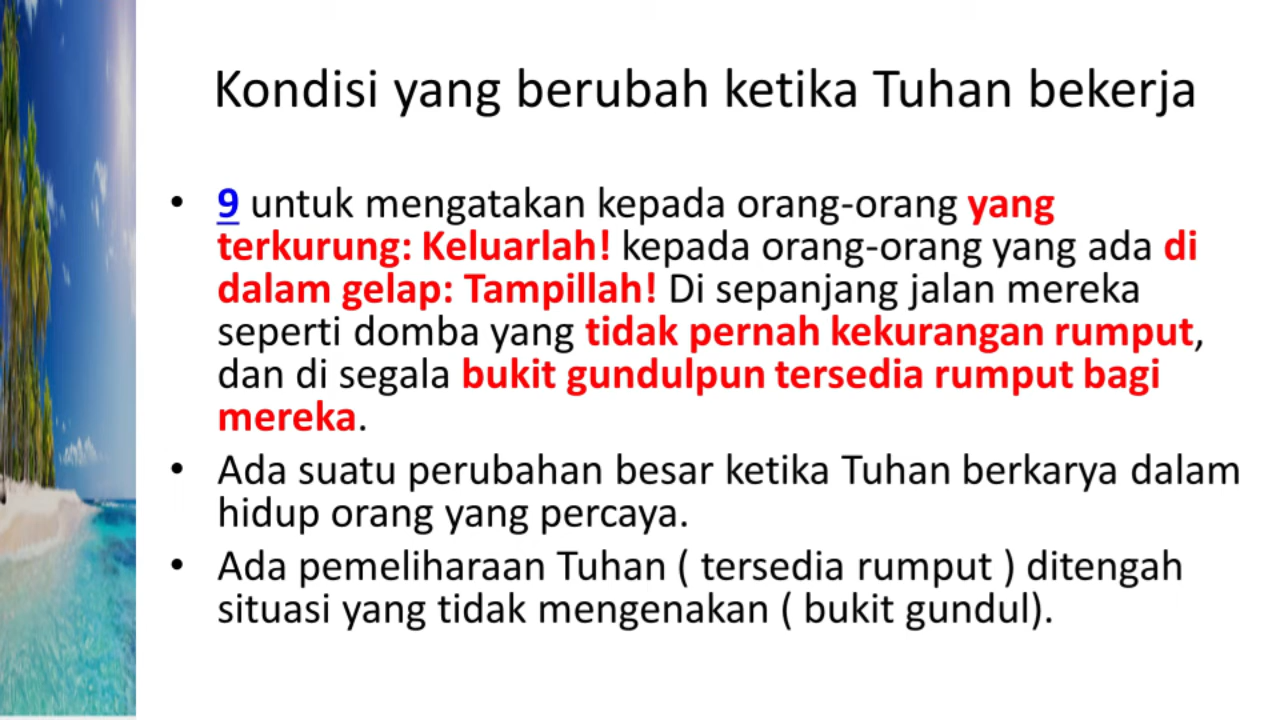 Kondisi yang berubah ketika Tuhan bekerja
• 9 untuk mengatakan kepada orang-orang yang
terkurung: Keluarlah! kepada orang-orang yang ada di
dalam gelap: Tampillah! Di sepanjang jalan mereka
seperti domba yang tidak pernah kekurangan rumput,
dan di segala bukit gundulpun tersedia rumput bagi
mereka.
• Ada suatu perubahan besar ketika Tuhan berkarya dalam
hidup orang yang percaya.
• Ada pemeliharaan Tuhan ( tersedia rumput ) ditengah
situasi yang tidak mengenakan ( bukit gundul).